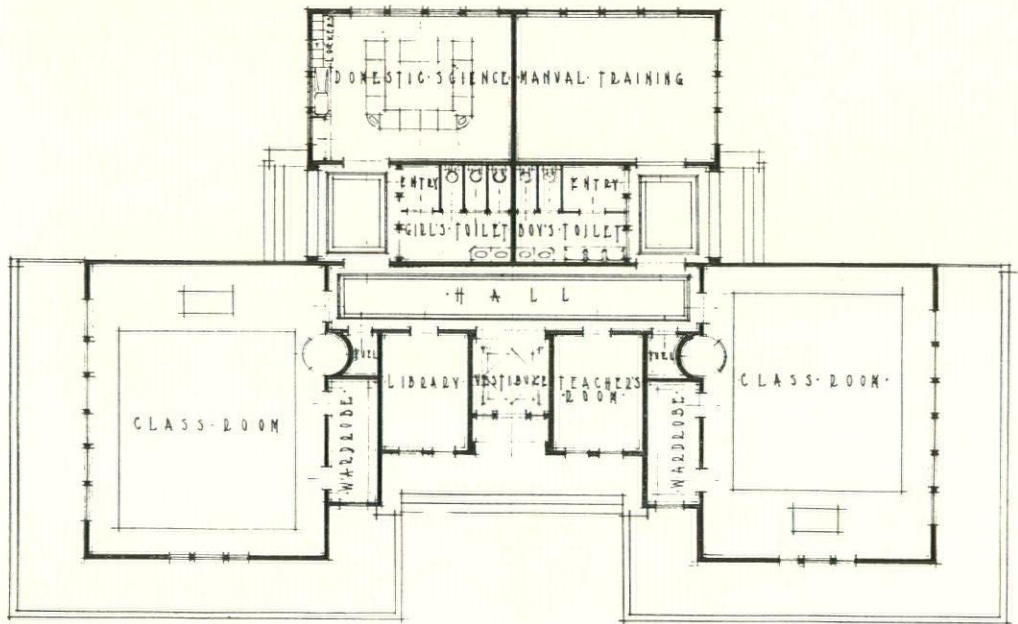 LOCKERS
DOMESTIC·SCIENCE·MANVAL·TRAINING
ENTRY
ENTRY
GIRL'S·TOILET
BOY'S·TOILET
·HALL
FUEL
FUEL
LIBRARY·
VESTIBULE
TEACHER'S
·ROOM·
CLASS·ROOM·
CLASS·ROOM
WARDROBE
WARDROBE